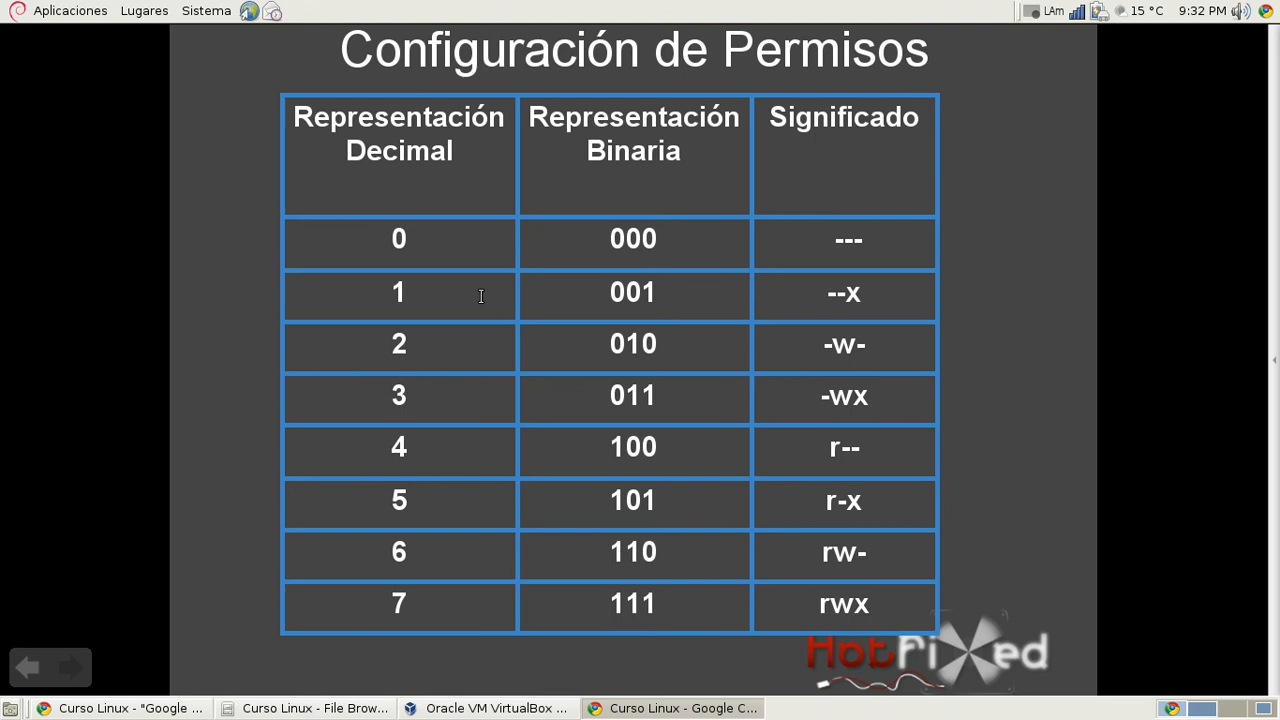 Aplicaciones Lugares Sistema LAm 15 °C 9:32 PM
Configuración de Permisos
Representación Decimal Representación Binaria Significado
0 000 ---
1 001 --x
2 010 -w-
3 011 -wx
4 100 r--
5 101 r-x
6 110 rw-
7 111 rwx
HotfiXed
Curso Linux - "Google ... Curso Linux - File Brow... Oracle VM VirtualBox ... Curso Linux - Google C...